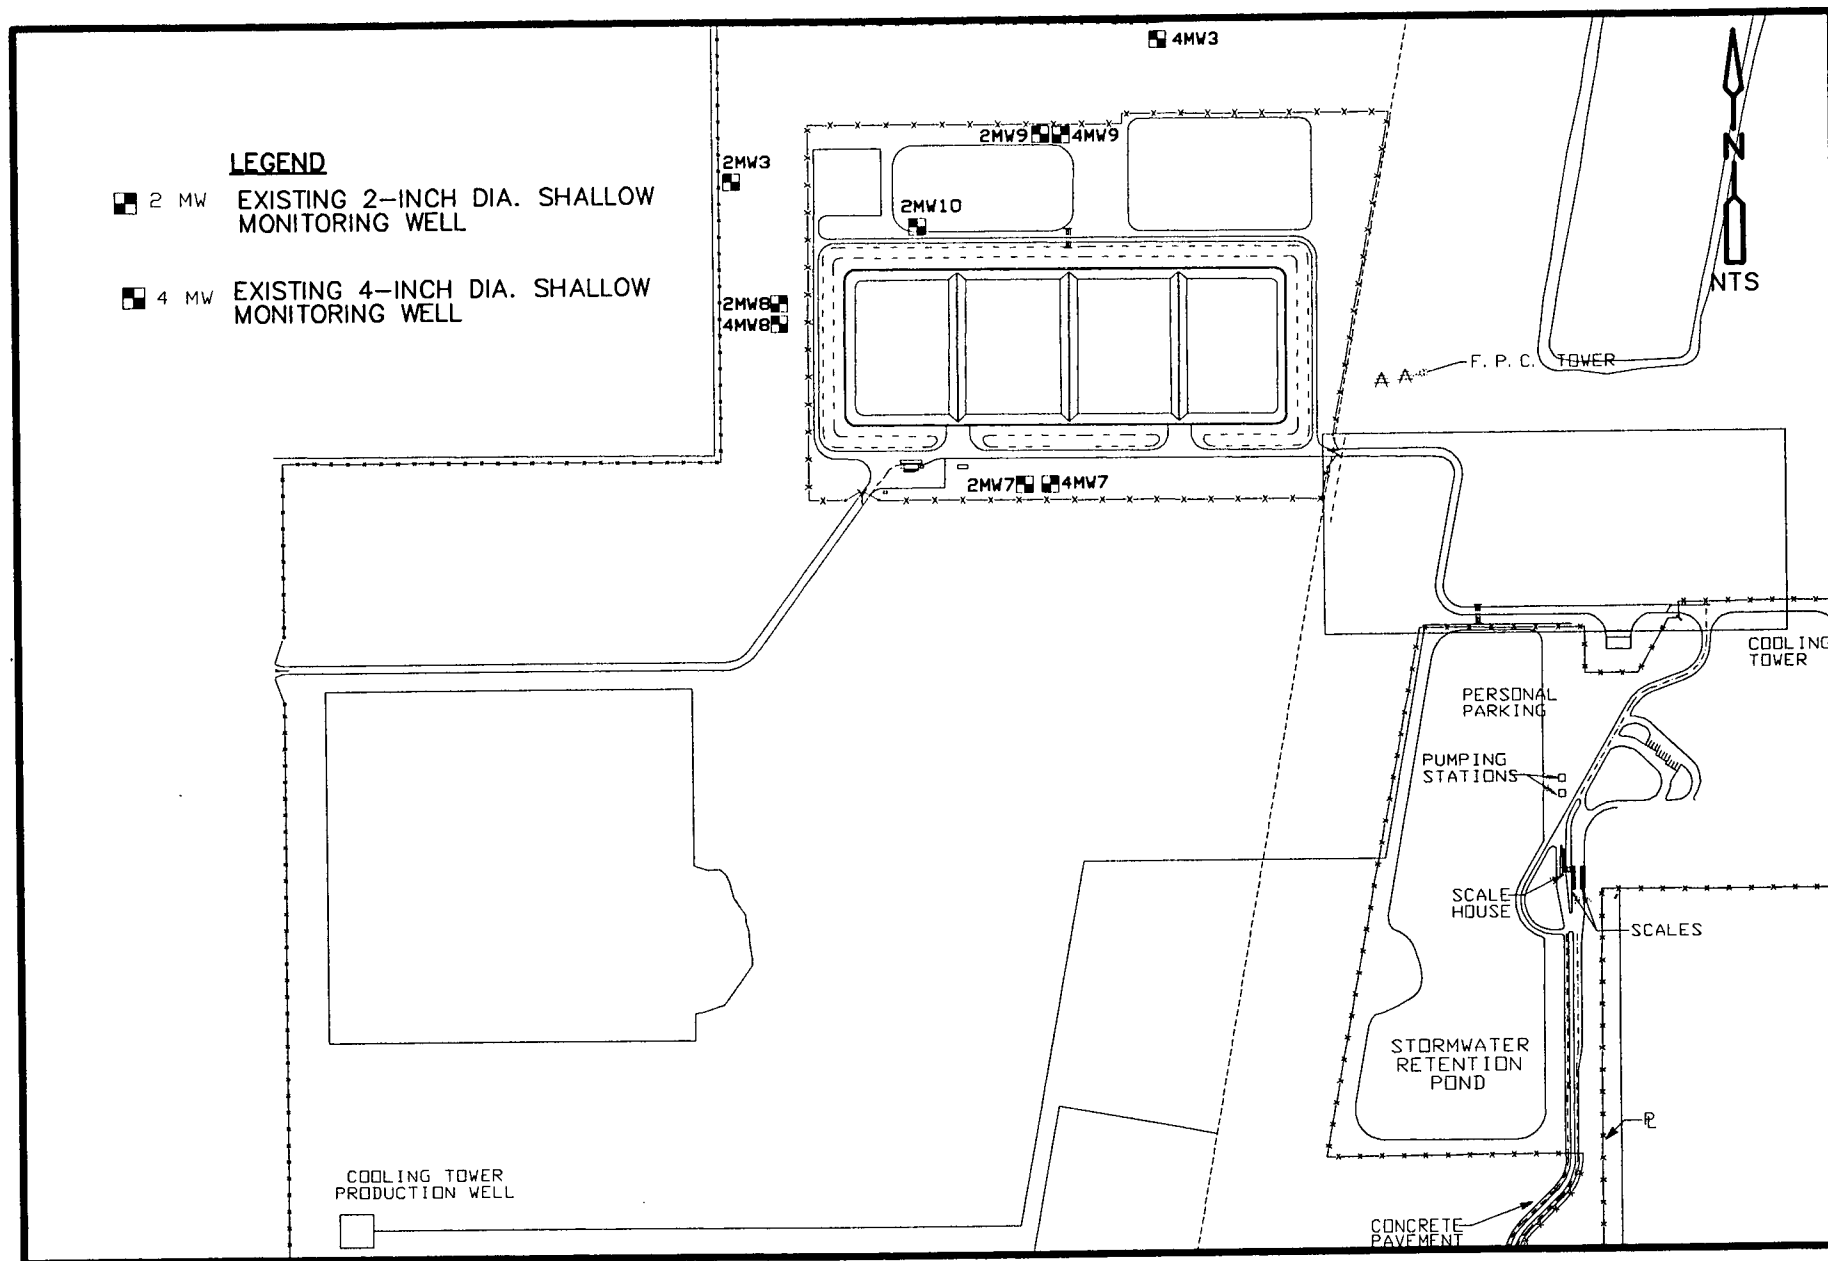 4MW3
2MW9
4MW9
LEGEND
2 MW EXISTING 2-INCH DIA. SHALLOW
MONITORING WELL
4 MW EXISTING 4-INCH DIA. SHALLOW
MONITORING WELL
2MW3
2MW10
N
NTS
2MW8
4MW8
F. P. C. TOWER
2MW7
4MW7
COOLING
TOWER
PERSONAL
PARKING
PUMPING
STATIONS
SCALE
HOUSE
SCALES
STORMWATER
RETENTION
POND
PL
COOLING TOWER
PRODUCTION WELL
CONCRETE
PAVEMENT